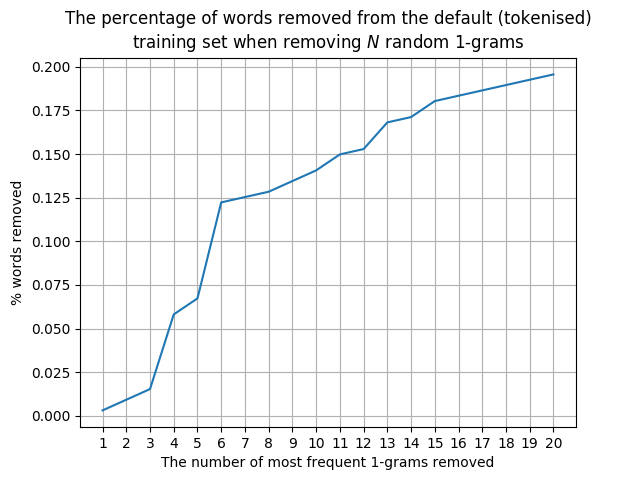 The percentage of words removed from the default (tokenised)
training set when removing N random 1-grams
0.200
0.175
0.150
0.125
0.100
0.075
0.050
0.025
0.000
% words removed
1 2 3 4 5 6 7 8 9 10 11 12 13 14 15 16 17 18 19 20
The number of most frequent 1-grams removed